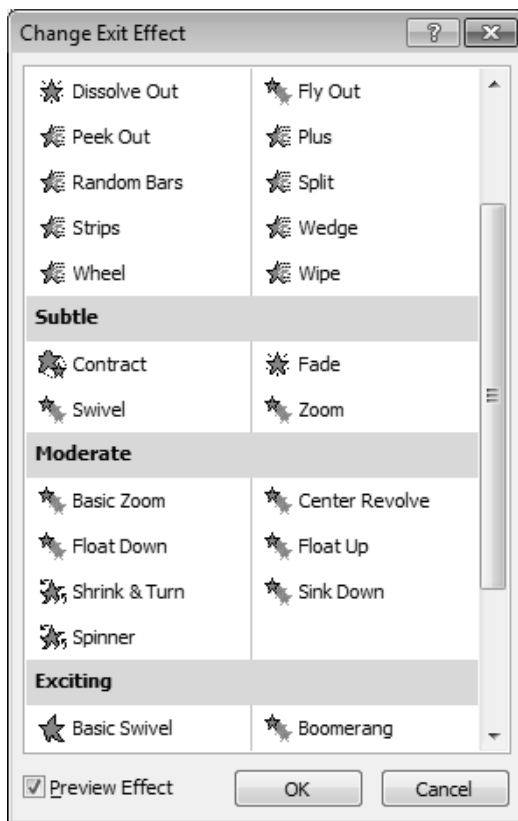 Change Exit Effect
Dissolve Out Fly Out
Peek Out Plus
Random Bars Split
Strips Wedge
Wheel Wipe
Subtle
Contract Fade
Swivel Zoom
Moderate
Basic Zoom Center Revolve
Float Down Float Up
Shrink & Turn Sink Down
Spinner
Exciting
Basic Swivel Boomerang
Preview Effect OK Cancel